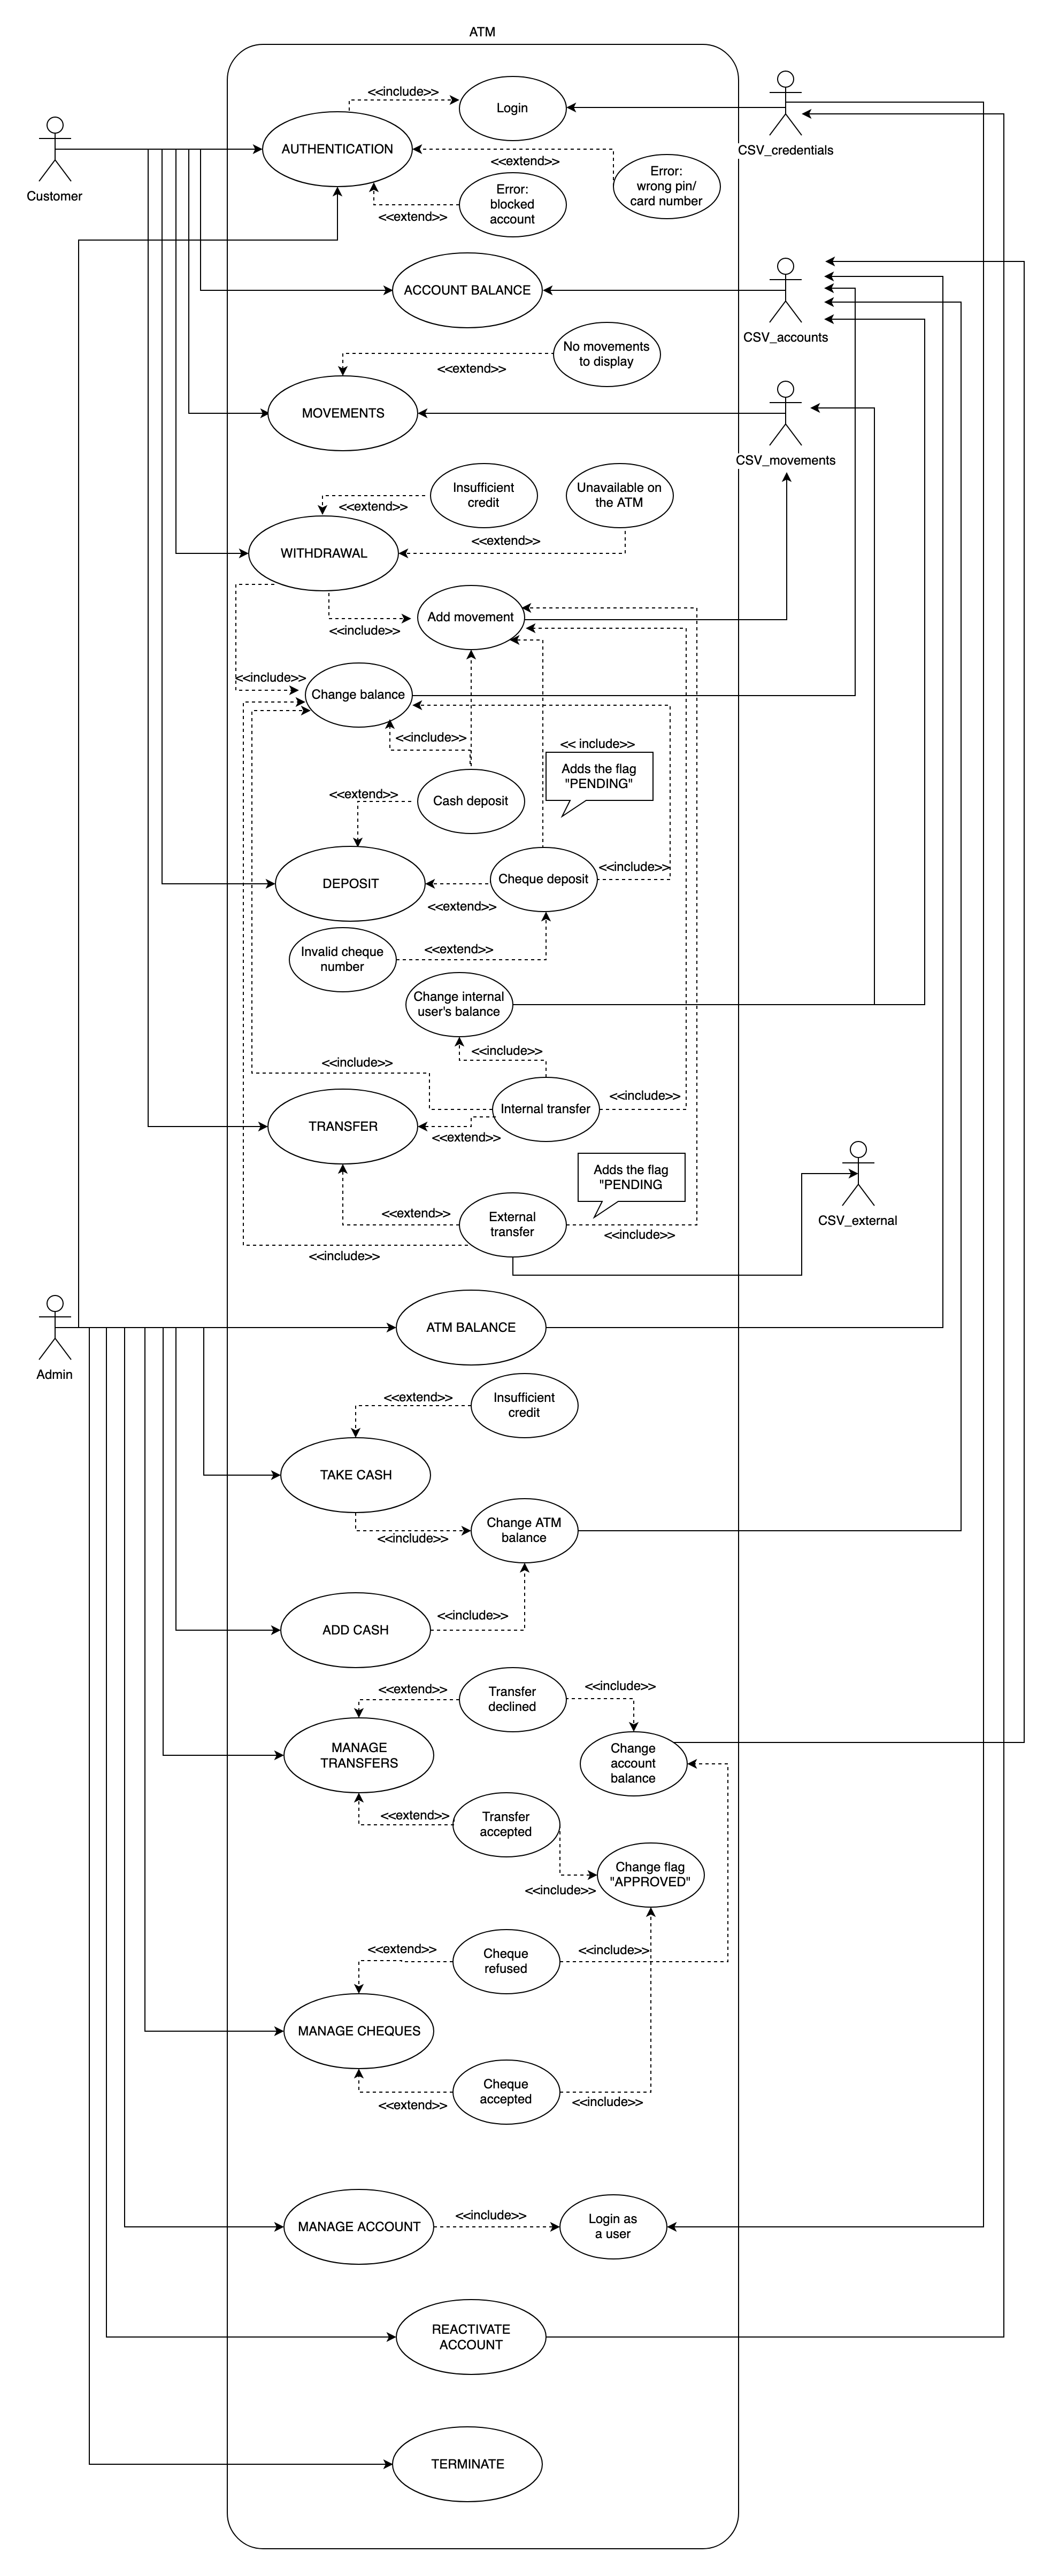 ATM
<<include>>
Login
CSV_credentials
AUTHENTICATION
<<extend>>
Error:
wrong pin/
card number
Customer
Error:
blocked
account
<<extend>>
ACCOUNT BALANCE
CSV_accounts
No movements
to display
<<extend>>
MOVEMENTS
CSV_movements
Insufficient
credit
Unavailable on
the ATM
<<extend>>
<<extend>>
WITHDRAWAL
Add movement
<<include>>
<<include>>
Change balance
<<include>>
<< include>>
Adds the flag
"PENDING"
<<extend>>
Cash deposit
<<include>>
DEPOSIT
Cheque deposit
<<extend>>
Invalid cheque
number
<<extend>>
Change internal
user's balance
<<include>>
<<include>>
<<include>>
Internal transfer
TRANSFER
<<extend>>
Adds the flag
"PENDING
<<extend>>
External
transfer
CSV_external
<<include>>
<<include>>
ATM BALANCE
Admin
<<extend>>
Insufficient
credit
TAKE CASH
Change ATM
balance
<<include>>
<<include>>
ADD CASH
<<extend>>
Transfer
declined
<<include>>
MANAGE
TRANSFERS
Change
account
balance
<<extend>>
Transfer
accepted
Change flag
"APPROVED"
<<include>>
<<extend>>
Cheque
refused
<<include>>
MANAGE CHEQUES
Cheque
accepted
<<extend>>
<<include>>
<<include>>
MANAGE ACCOUNT
Login as
a user
REACTIVATE
ACCOUNT
TERMINATE